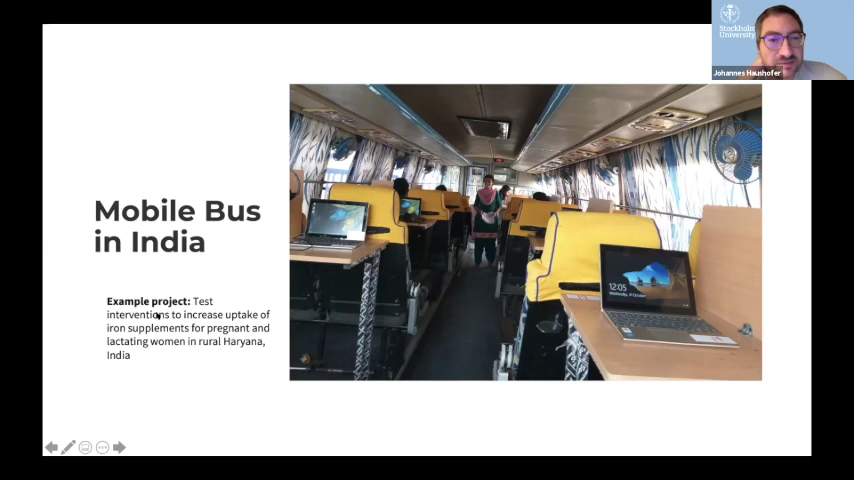 Stockholm
University
Johannes Haushofer
Mobile Bus
in India
Example project: Test
interventions to increase uptake of
iron supplements for pregnant and
lactating women in rural Haryana,
India
12:05